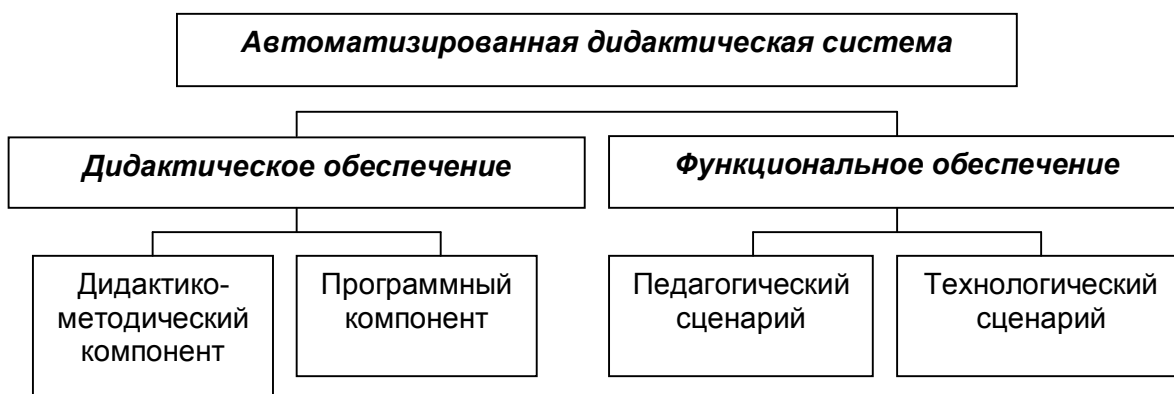 Автоматизированная дидактическая система
Дидактическое обеспечение
Функциональное обеспечение
Дидактико-
методический
компонент
Программный
компонент
Педагогический
сценарий
Технологический
сценарий